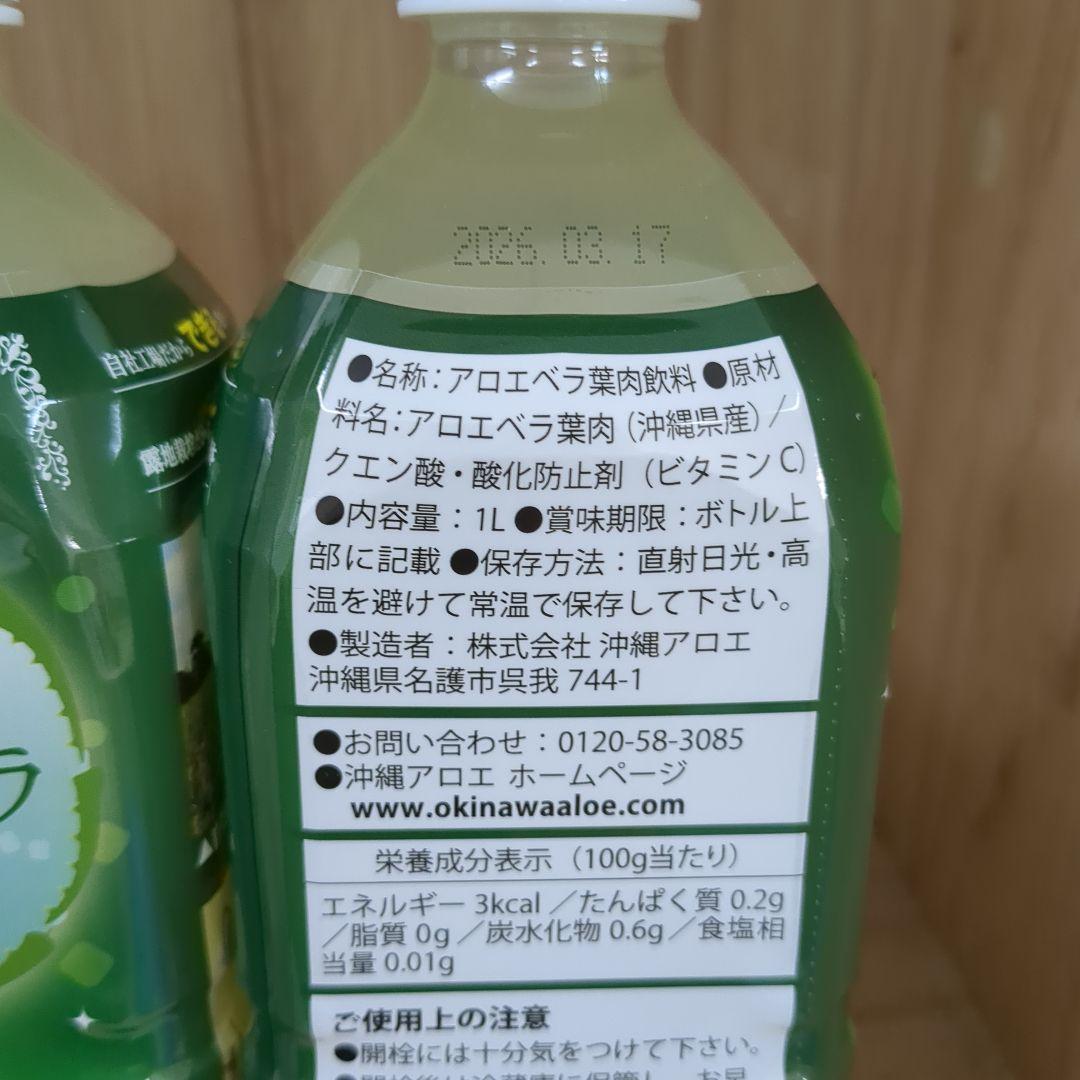 2026.03.17
●名称：アロエベラ葉肉飲料 ●原材
料名：アロエベラ葉肉（沖縄県産）／
クエン酸・酸化防止剤（ビタミンC）
●内容量：1L ●賞味期限：ボトル上
部に記載 ●保存方法：直射日光・高
温を避けて常温で保存して下さい。
●製造者：株式会社 沖縄アロエ
沖縄県名護市呉我 744-1
●お問い合わせ：0120-58-3085
●沖縄アロエ ホームページ
www.okinawaaloe.com
栄養成分表示（100g当たり）
エネルギー 3kcal／たんぱく質 0.2g
／脂質 0g／炭水化物 0.6g／食塩相
当量 0.01g
ご使用上の注意
●開栓には十分気をつけて下さい。
自社工場だから
でき
ラ